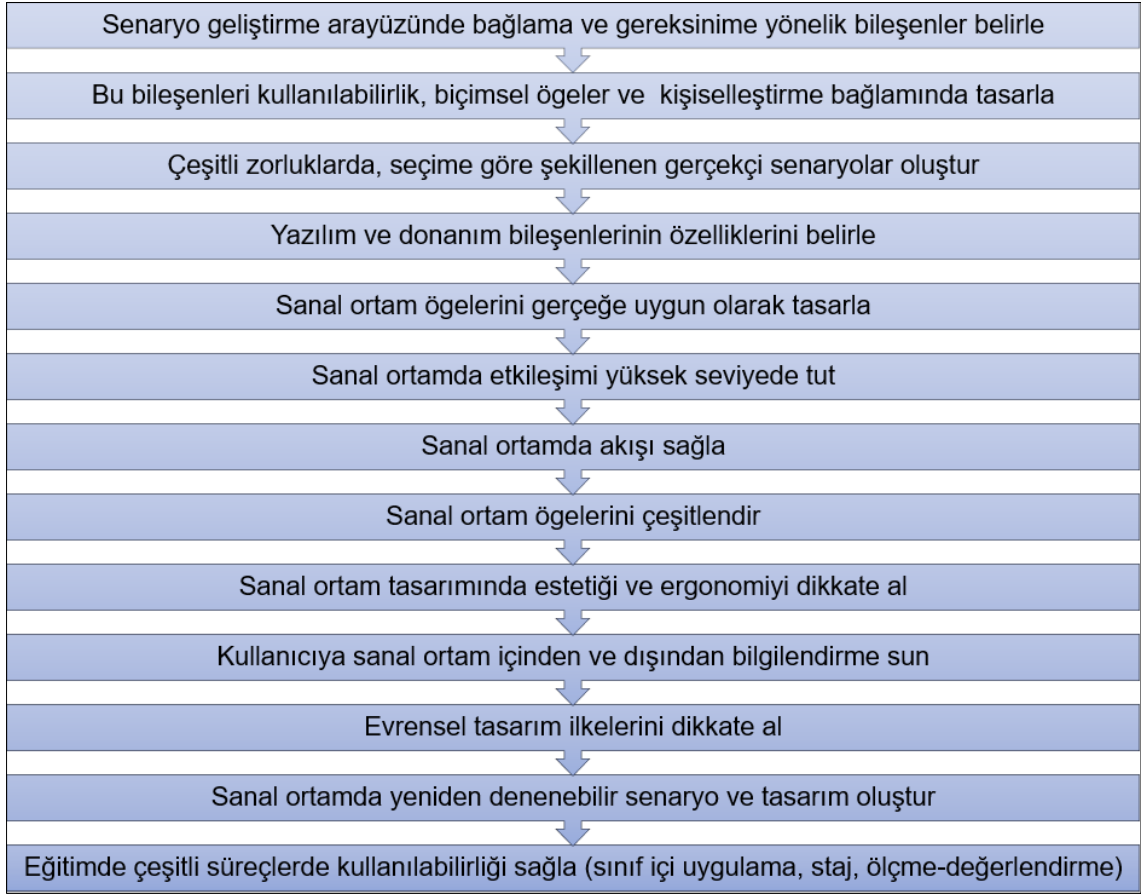 Senaryo geliştirme arayüzünde bağlama ve gereksinime yönelik bileşenler belirle
Bu bileşenleri kullanılabilirlik, biçimsel ögeler ve kişiselleştirme bağlamında tasarla
Çeşitli zorluklarda, seçime göre şekillenen gerçekçi senaryolar oluştur
Yazılım ve donanım bileşenlerinin özelliklerini belirle
Sanal ortam ögelerini gerçeğe uygun olarak tasarla
Sanal ortamda etkileşimi yüksek seviyede tut
Sanal ortamda akışı sağla
Sanal ortam ögelerini çeşitlendir
Sanal ortam tasarımında estetiği ve ergonomiyi dikkate al
Kullanıcıya sanal ortam içinden ve dışından bilgilendirme sun
Evrensel tasarım ilkelerini dikkate al
Sanal ortamda yeniden denenebilir senaryo ve tasarım oluştur
Eğitimde çeşitli süreçlerde kullanılabilirliği sağla (sınıf içi uygulama, staj, ölçme-değerlendirme)